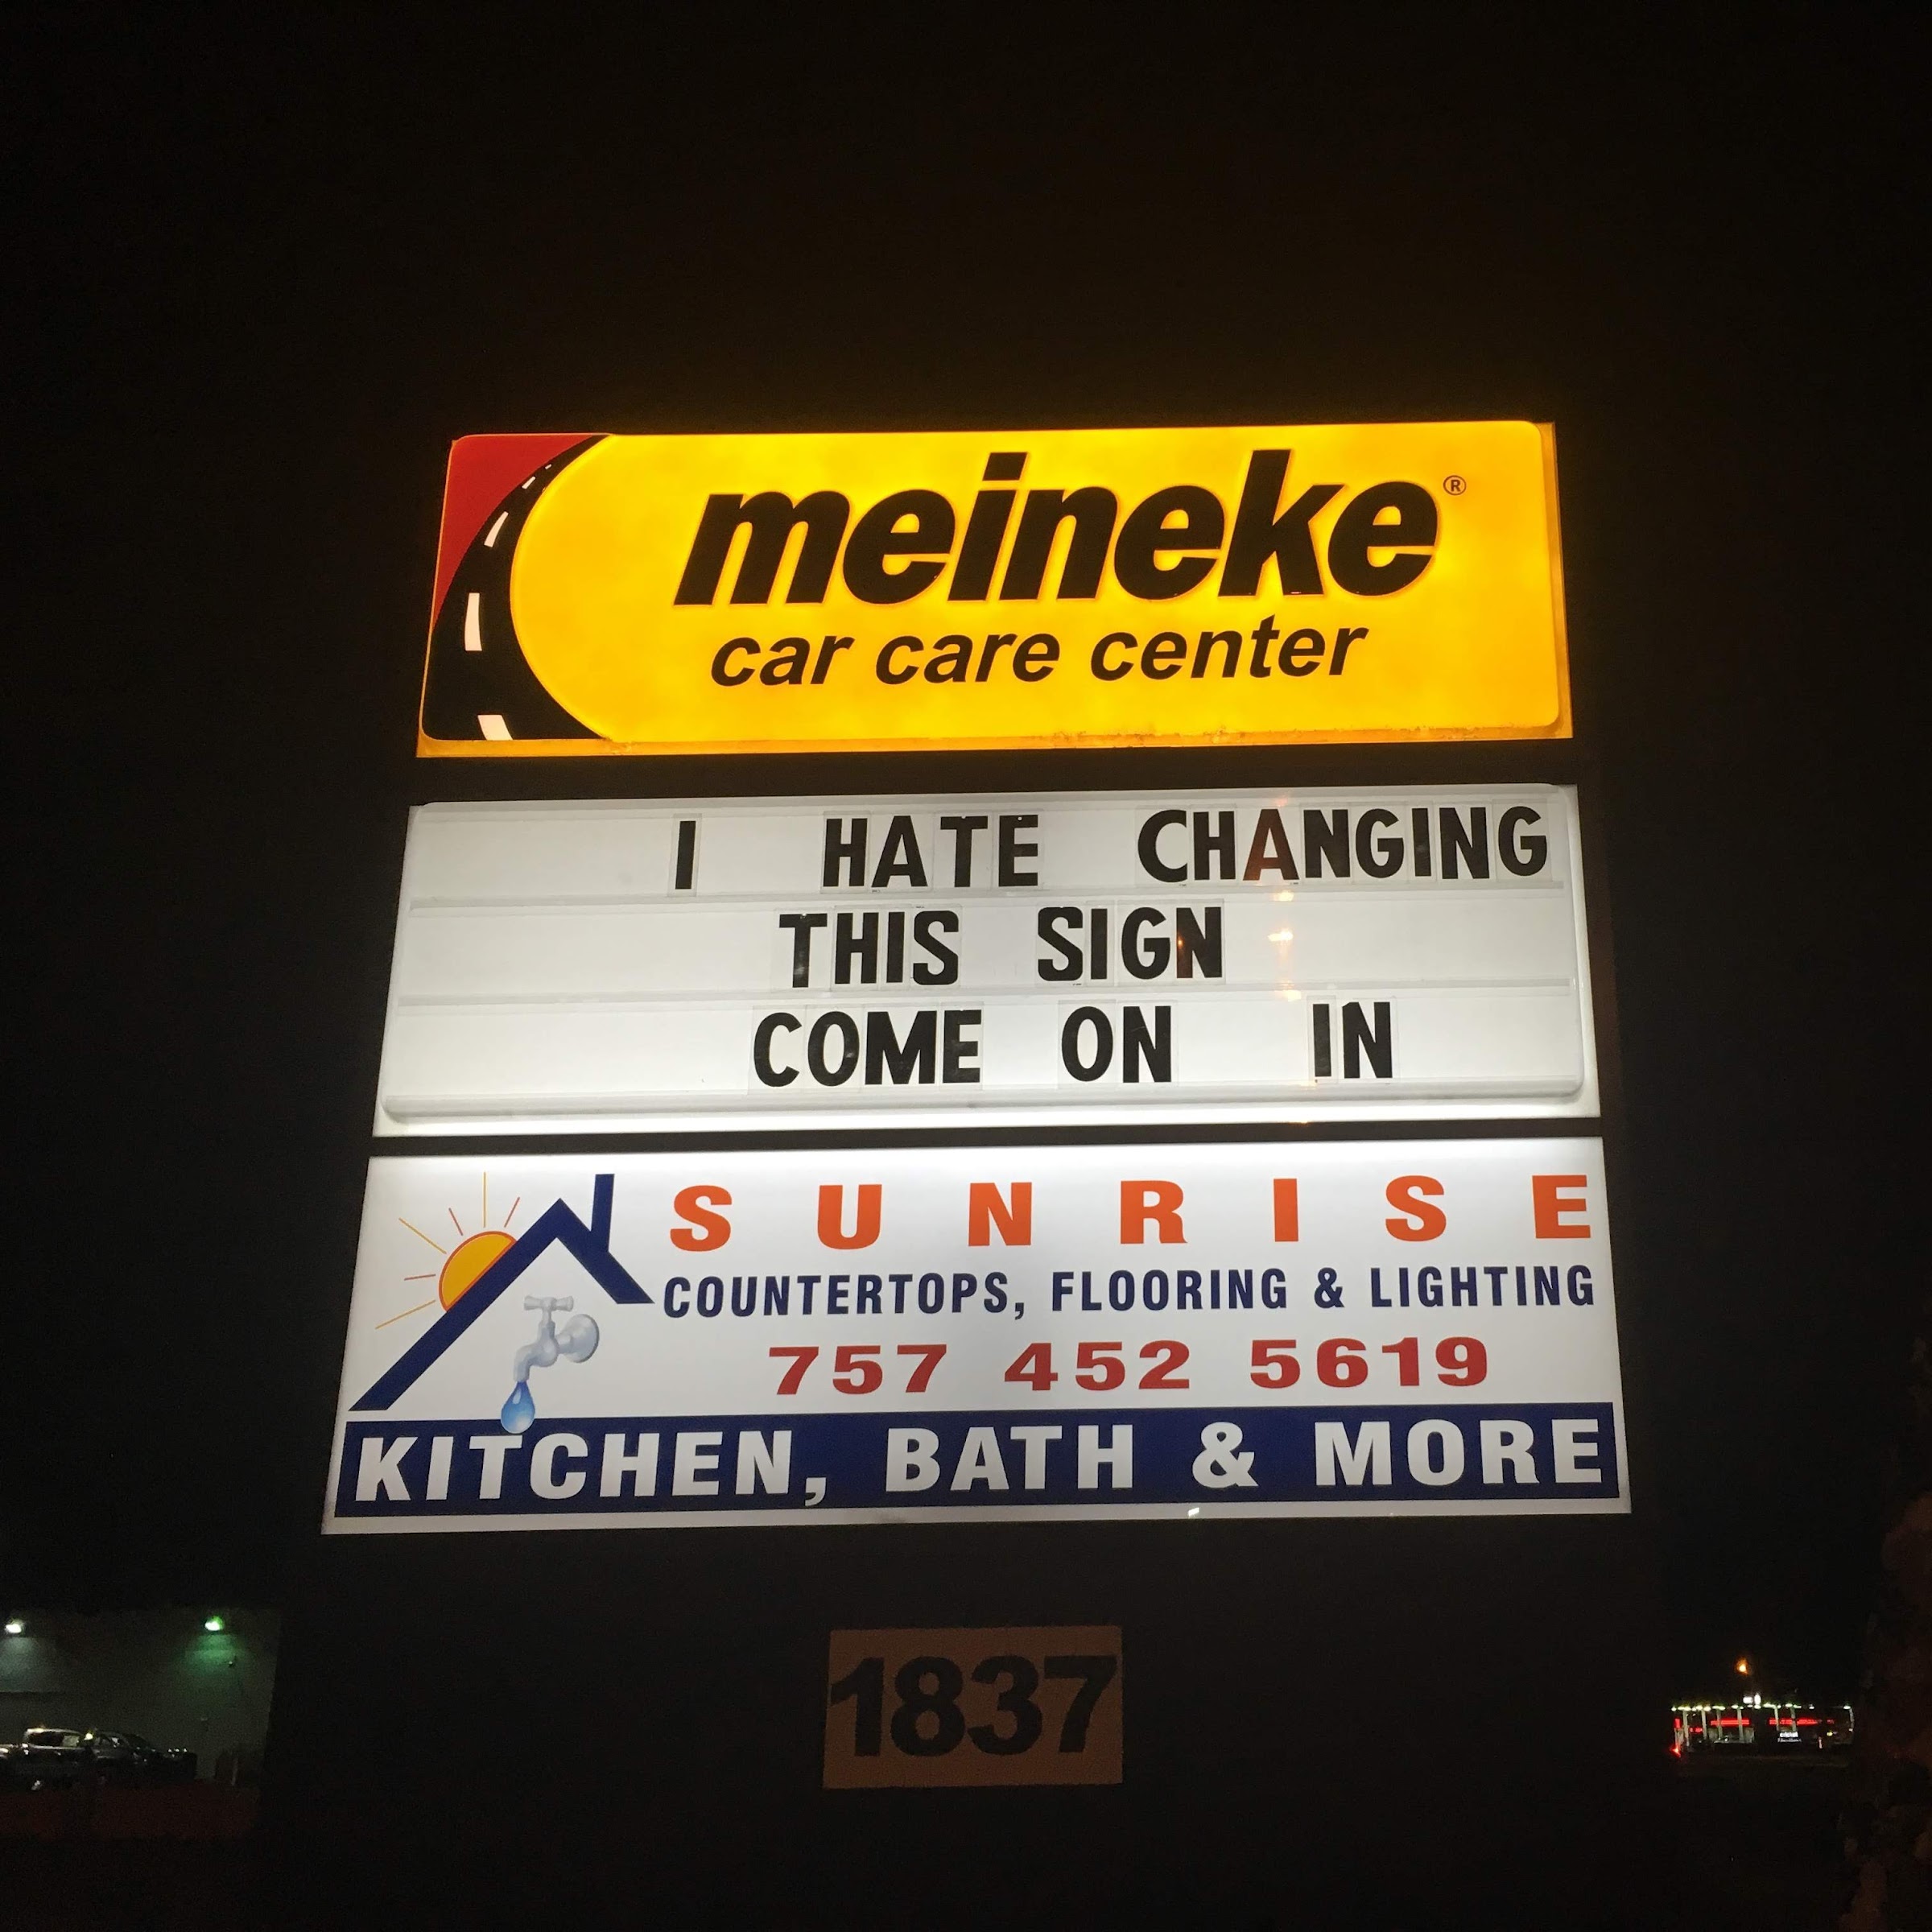 meineke®
car care center
I HATE CHANGING
THIS SIGN
COME ON IN
SUNRISE
COUNTERTOPS, FLOORING & LIGHTING
757 452 5619
KITCHEN, BATH & MORE
1837